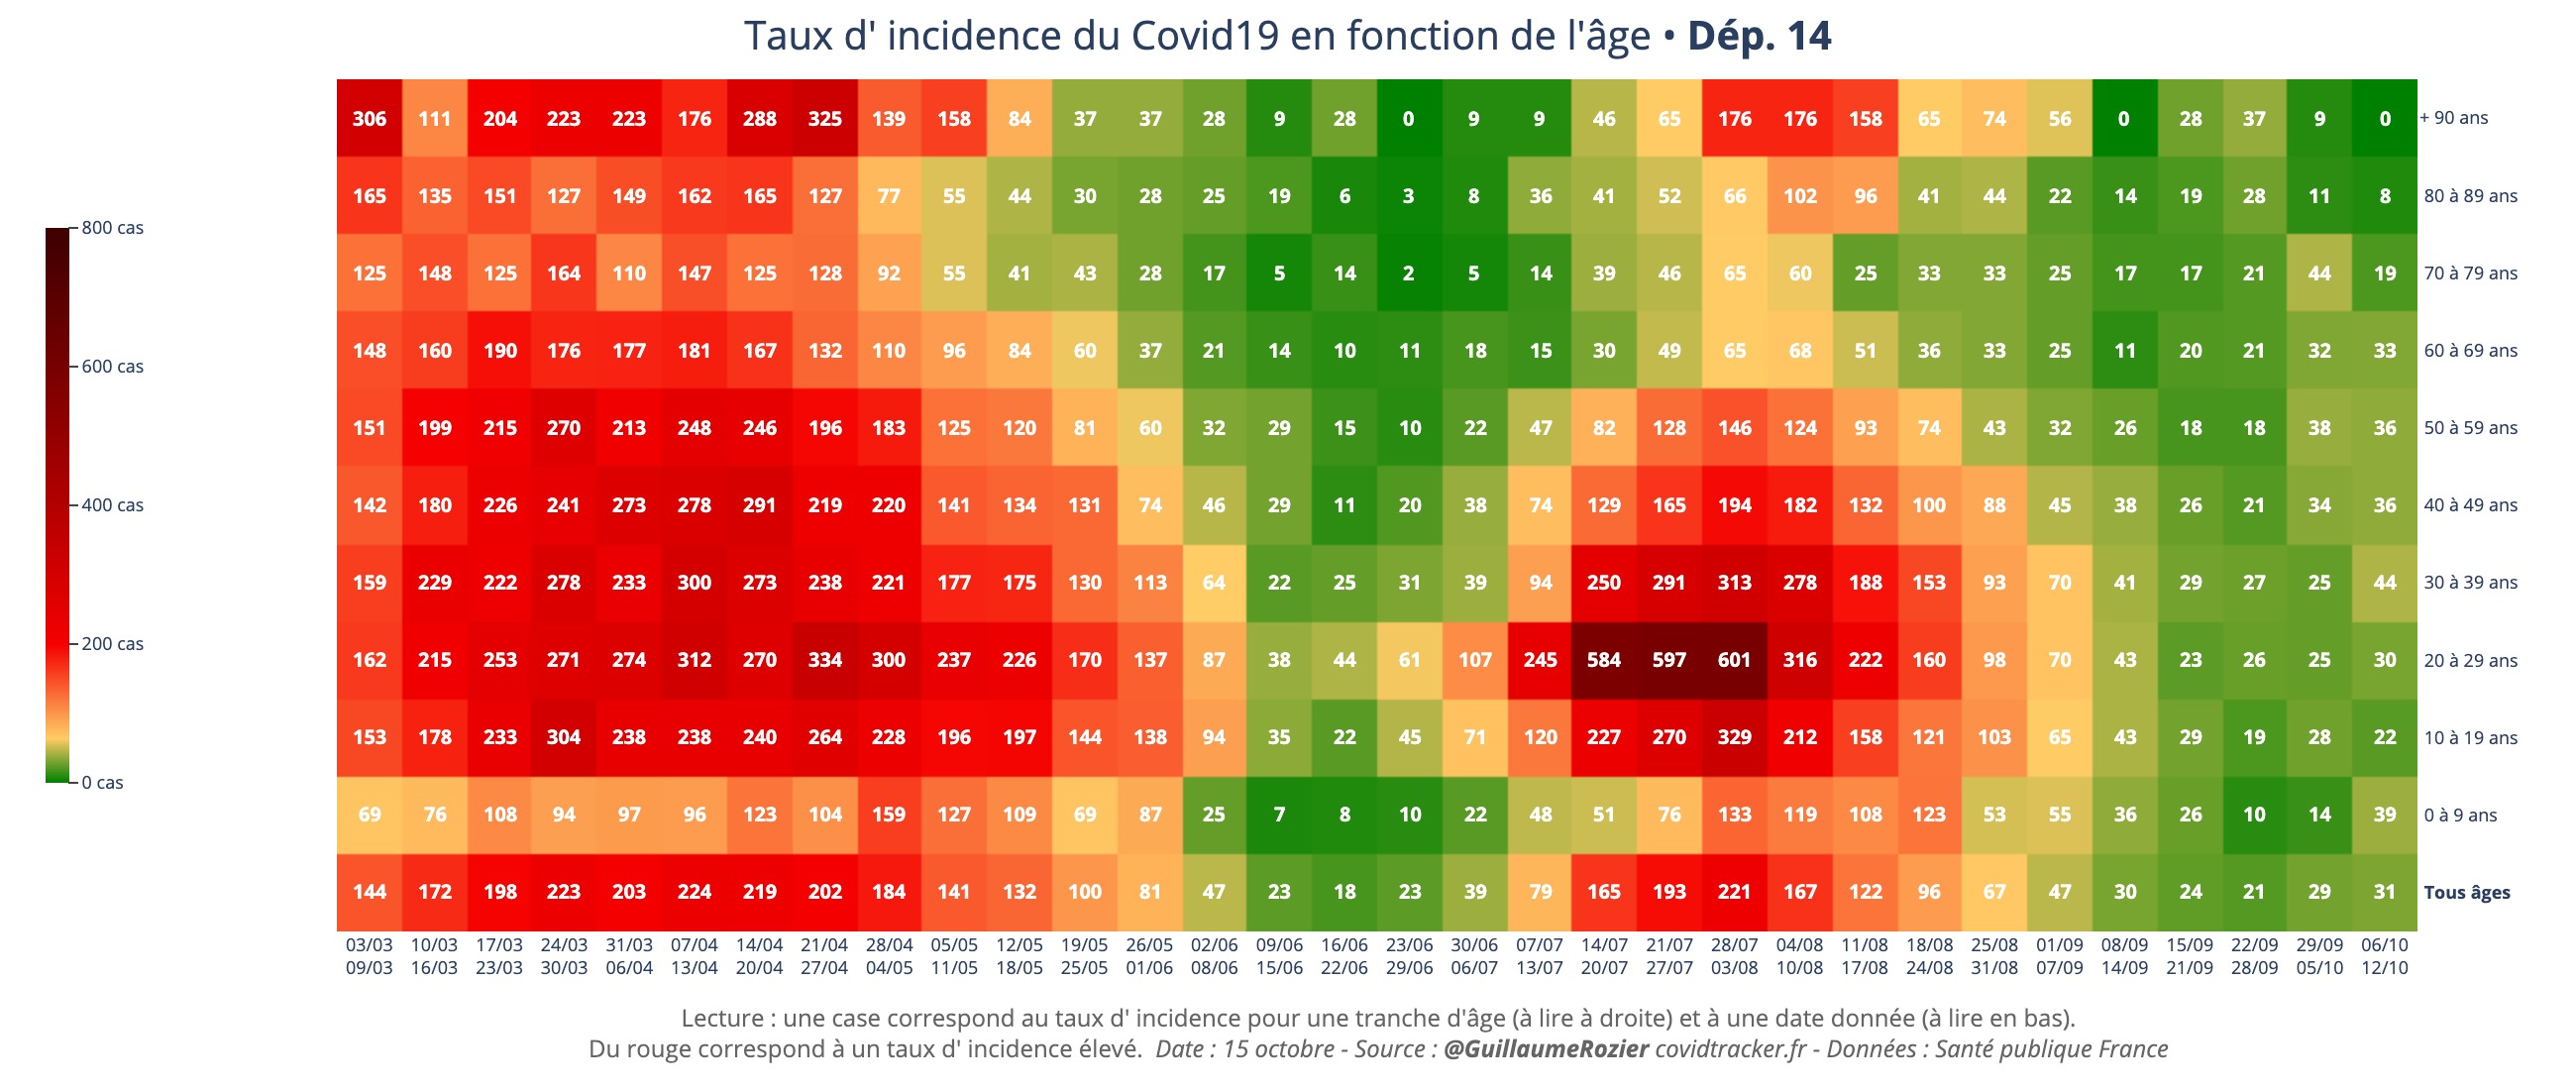 Taux d' incidence du Covid19 en fonction de l'âge • Dép. 14
306 111 204 223 223 176 288 325 139 158 84 37 37 28 9 28 0 9 9 46 65 176 176 158 65 74 56 0 28 37 9 0 + 90 ans
165 135 151 127 149 162 165 127 77 55 44 30 28 25 19 6 3 8 36 41 52 66 102 96 41 44 22 14 19 28 11 8 80 à 89 ans
800 cas
125 148 125 164 110 147 125 128 92 55 41 43 28 17 5 14 2 5 14 39 46 65 60 25 33 33 25 17 17 21 44 19 70 à 79 ans
148 160 190 176 177 181 167 132 110 96 84 60 37 21 14 10 11 18 15 30 49 65 68 51 36 33 25 11 20 21 32 33 60 à 69 ans
600 cas
151 199 215 270 213 248 246 196 183 125 120 81 60 32 29 15 10 22 47 82 128 146 124 93 74 43 32 26 18 18 38 36 50 à 59 ans
400 cas
142 180 226 241 273 278 291 219 220 141 134 131 74 46 29 11 20 38 74 129 165 194 182 132 100 88 45 38 26 21 34 36 40 à 49 ans
159 229 222 278 233 300 273 238 221 177 175 130 113 64 22 25 31 39 94 250 291 313 278 188 153 93 70 41 29 27 25 44 30 à 39 ans
200 cas
162 215 253 271 274 312 270 334 300 237 226 170 137 87 38 44 61 107 245 584 597 601 316 222 160 98 70 43 23 26 25 30 20 à 29 ans
153 178 233 304 238 238 240 264 228 196 197 144 138 94 35 22 45 71 120 227 270 329 212 158 121 103 65 43 29 19 28 22 10 à 19 ans
0 cas
69 76 108 94 97 96 123 104 159 127 109 69 87 25 7 8 10 22 48 51 76 133 119 108 123 53 55 36 26 10 14 39 0 à 9 ans
144 172 198 223 203 224 219 202 184 141 132 100 81 47 23 18 23 39 79 165 193 221 167 122 96 67 47 30 24 21 29 31 Tous âges
03/03 10/03 17/03 24/03 31/03 07/04 14/04 21/04 28/04 05/05 12/05 19/05 26/05 02/06 09/06 16/06 23/06 30/06 07/07 14/07 21/07 28/07 04/08 11/08 18/08 25/08 01/09 08/09 15/09 22/09 29/09 06/10
09/03 16/03 23/03 30/03 06/04 13/04 20/04 27/04 04/05 11/05 18/05 25/05 01/06 08/06 15/06 22/06 29/06 06/07 13/07 20/07 27/07 03/08 10/08 17/08 24/08 31/08 07/09 14/09 21/09 28/09 05/10 12/10
Lecture : une case correspond au taux d' incidence pour une tranche d'âge (à lire à droite) et à une date donnée (à lire en bas).
Du rouge correspond à un taux d' incidence élevé. Date : 15 octobre - Source : @GuillaumeRozier covidtracker.fr - Données : Santé publique France